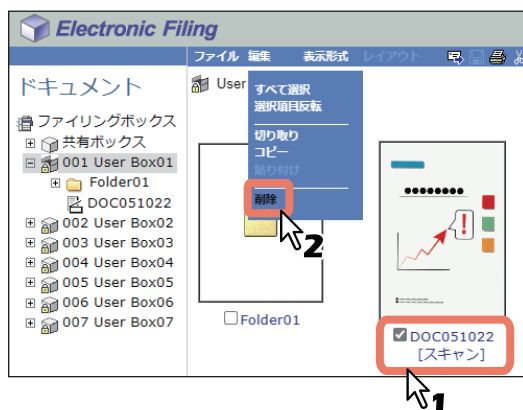 Electronic Filing
ファイル 編集 表示形式 レイアウト
ドキュメント
ファイリングボックス
共有ボックス
001 User Box01
Folder01
DOC051022
002 User Box02
003 User Box03
004 User Box04
005 User Box05
006 User Box06
007 User Box07
User
すべて選択
選択項目反転
切り取り
コピー
貼り付け
削除
2
Folder01
DOC051022
[スキャン]
1